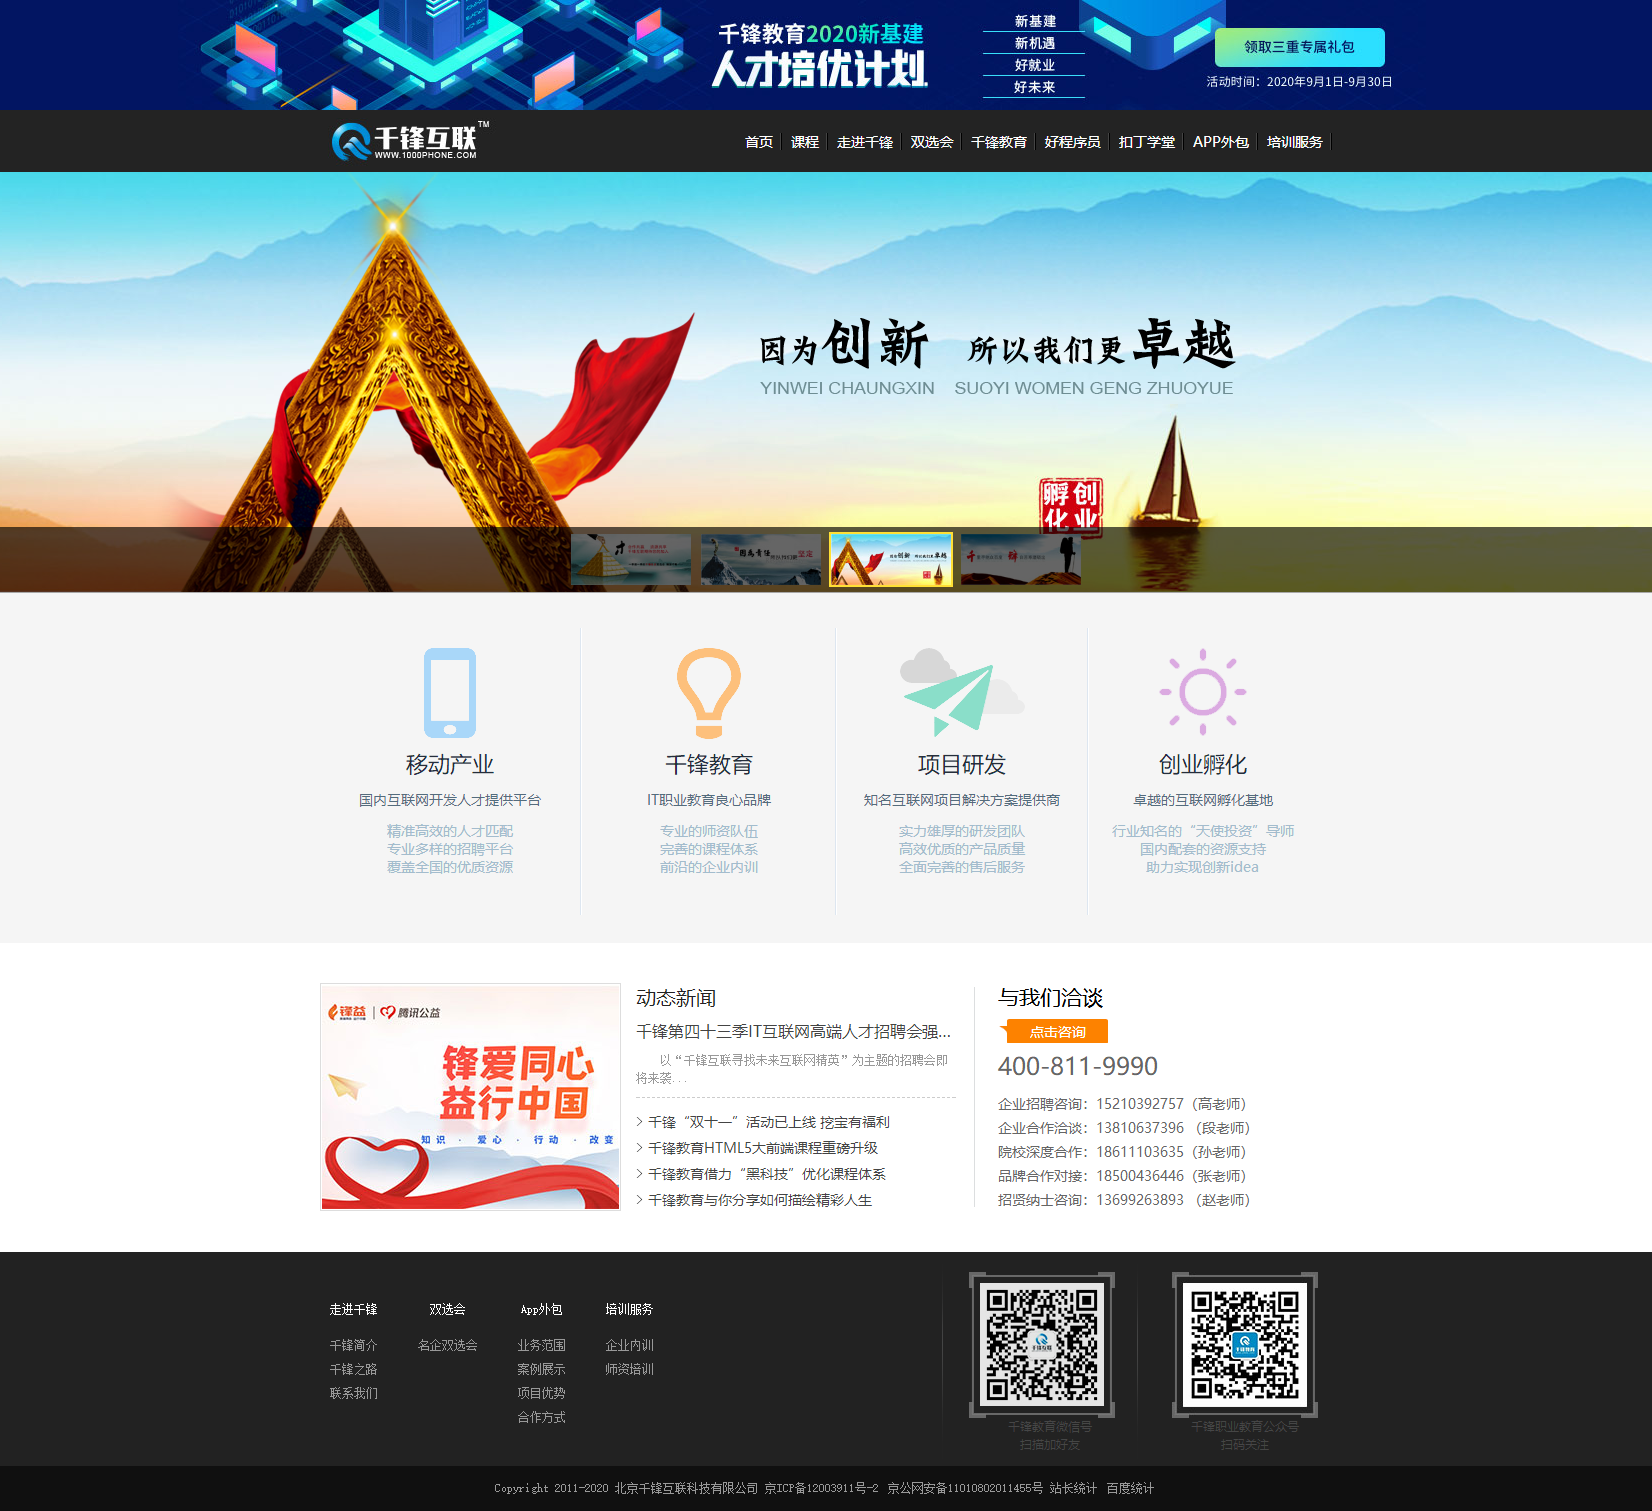 千锋教育2020新基建
人才培优计划
新基建
新机遇
好就业
好未来
领取三重专属礼包
活动时间：2020年9月1日-9月30日
千锋互联 TM
WWW.1000PHONE.COM
首页 课程 走进千锋 双选会 千锋教育 好程序员 扣丁学堂 APP外包 培训服务
因为创新 所以我们更卓越
YINWEI CHAUNGXIN SUOYI WOMEN GENG ZHUOYUE
创业孵化
移动产业
国内互联网开发人才提供平台
精准高效的人才匹配
专业多样的招聘平台
覆盖全国的优质资源
千锋教育
IT职业教育良心品牌
专业的师资队伍
完善的课程体系
前沿的企业内训
项目研发
知名互联网项目解决方案提供商
实力雄厚的研发团队
高效优质的产品质量
全面完善的售后服务
创业孵化
卓越的互联网孵化基地
行业知名的“天使投资”导师
国内配套的资源支持
助力实现创新idea
锋益 | 腾讯公益
锋爱同心
益行中国
知识 · 爱心 · 行动 · 改变
动态新闻
千锋第四十三季IT互联网高端人才招聘会强...
以“千锋互联寻找未来互联网精英”为主题的招聘会即
将来袭...
千锋“双十一”活动已上线 挖宝有福利
千锋教育HTML5大前端课程重磅升级
千锋教育借力“黑科技”优化课程体系
千锋教育与你分享如何描绘精彩人生
与我们洽谈
点击咨询
400-811-9990
企业招聘咨询：15210392757（高老师）
企业合作洽谈：13810637396 （段老师）
院校深度合作：18611103635（孙老师）
品牌合作对接：18500436446（张老师）
招贤纳士咨询：13699263893 （赵老师）
走进千锋
千锋简介
千锋之路
联系我们
双选会
名企双选会
App外包
业务范围
案例展示
项目优势
合作方式
培训服务
企业内训
师资培训
千锋互联
千锋教育微信号
扫描加好友
千锋教育
千锋职业教育公众号
扫码关注
Copyright 2011-2020 北京千锋互联科技有限公司 京ICP备12003911号-2 京公网安备11010802011455号 站长统计 百度统计